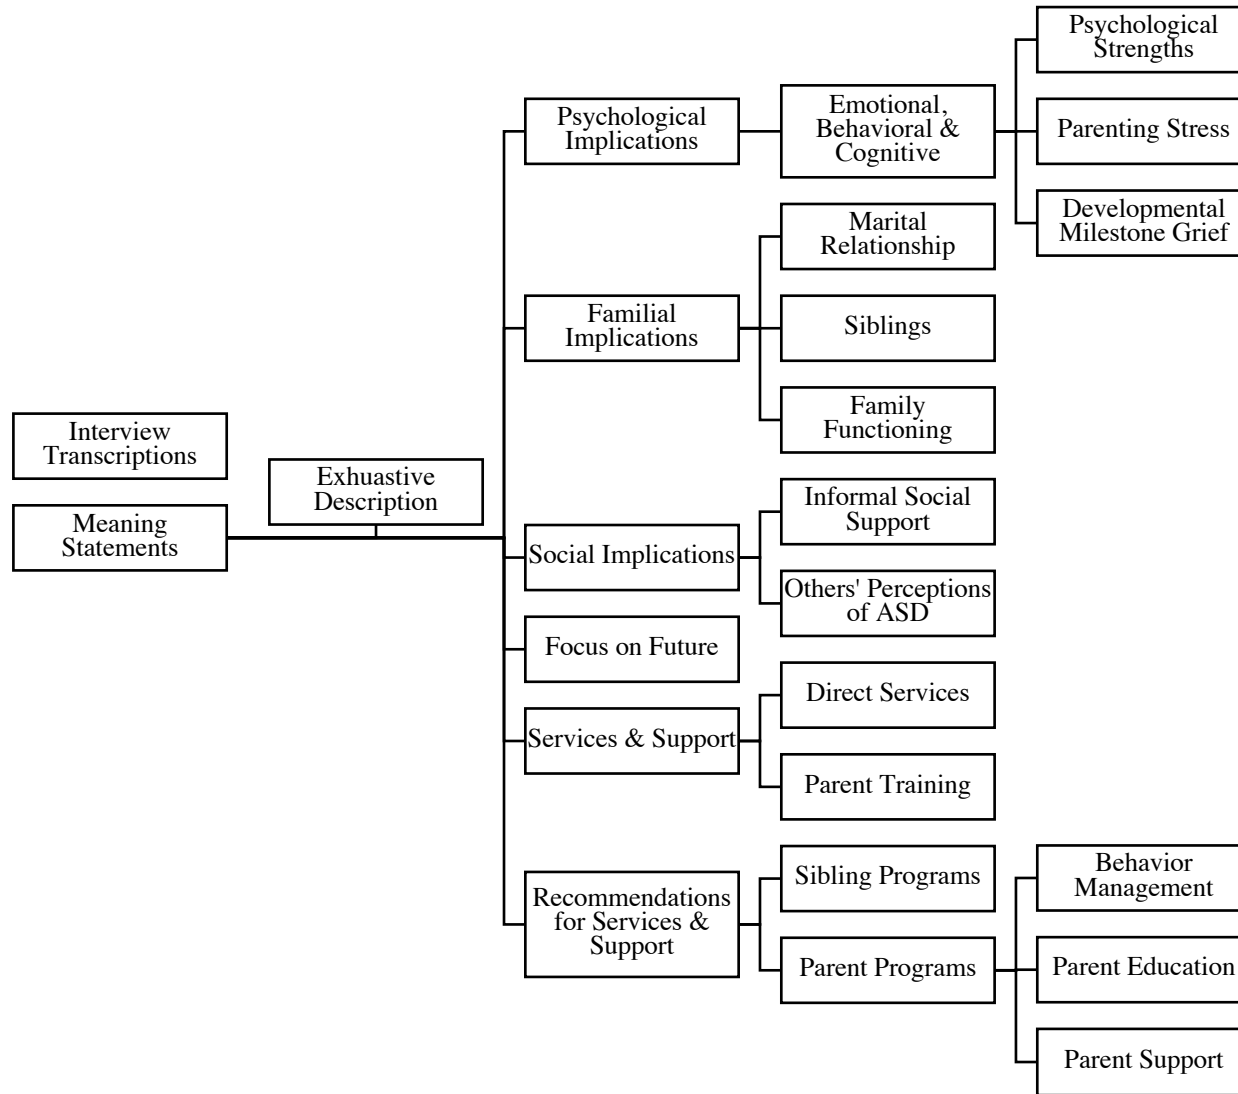 Interview
Transcriptions
Meaning
Statements
Exhuastive
Description
Psychological
Implications
Emotional,
Behavioral &
Cognitive
Psychological
Strengths
Parenting Stress
Developmental
Milestone Grief
Familial
Implications
Marital
Relationship
Siblings
Family
Functioning
Social Implications
Informal Social
Support
Others' Perceptions
of ASD
Focus on Future
Services & Support
Direct Services
Parent Training
Recommendations
for Services &
Support
Sibling Programs
Parent Programs
Behavior
Management
Parent Education
Parent Support